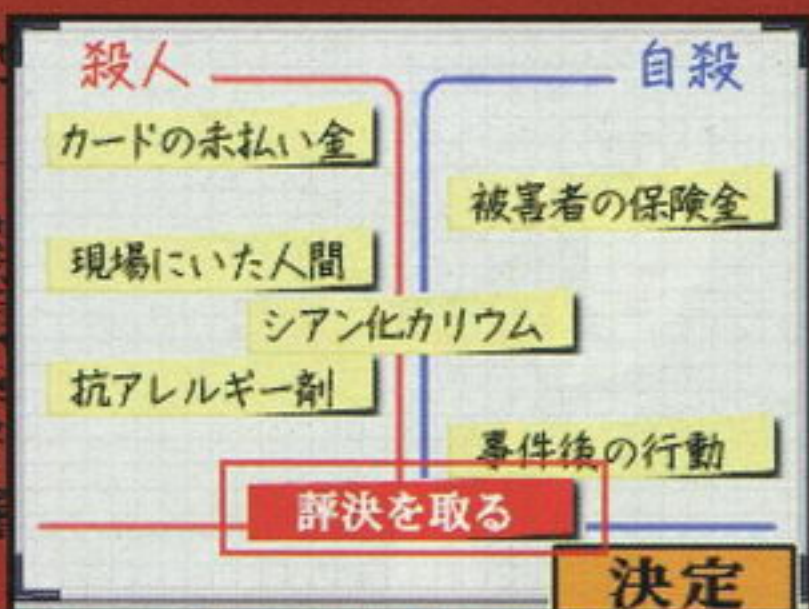 殺人
自殺
カードの未払い金
被害者の保険金
現場にいた人間
シアン化カリウム
抗アレルギー剤
事件後の行動
評決を取る
決定